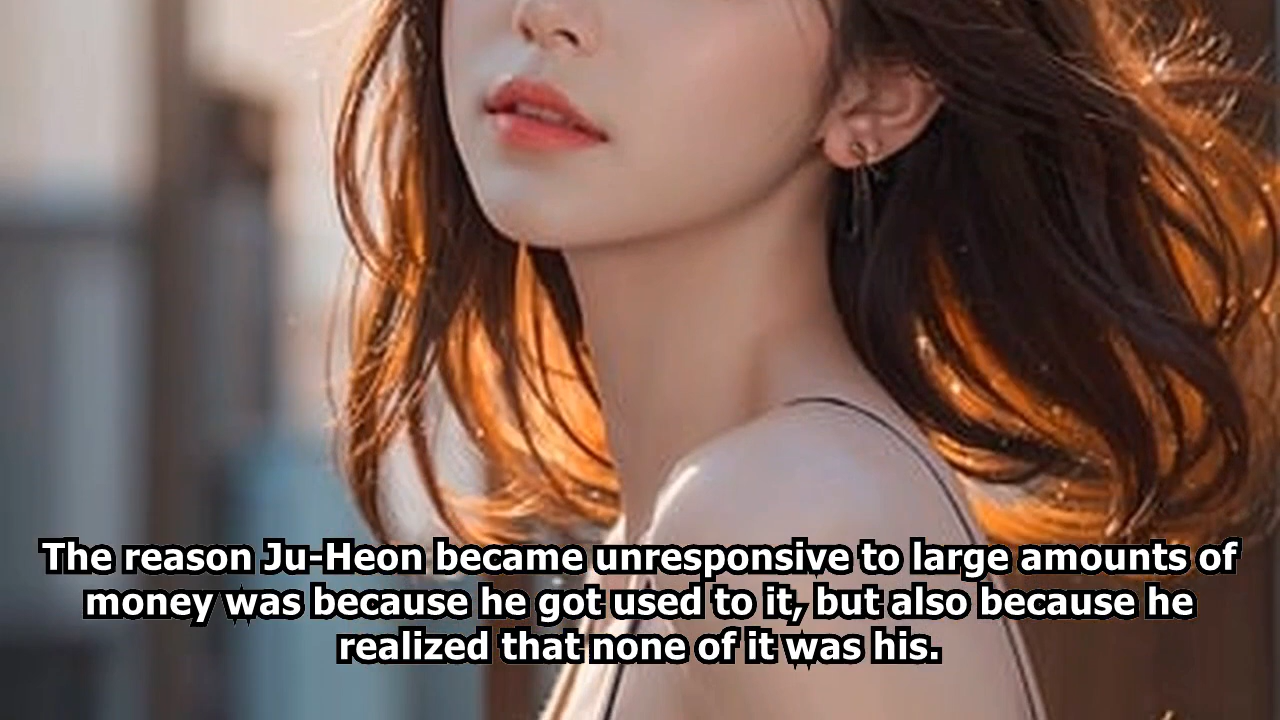 The reason Ju-Heon became unresponsive to large amounts of
money was because he got used to it, but also because he
realized that none of it was his.